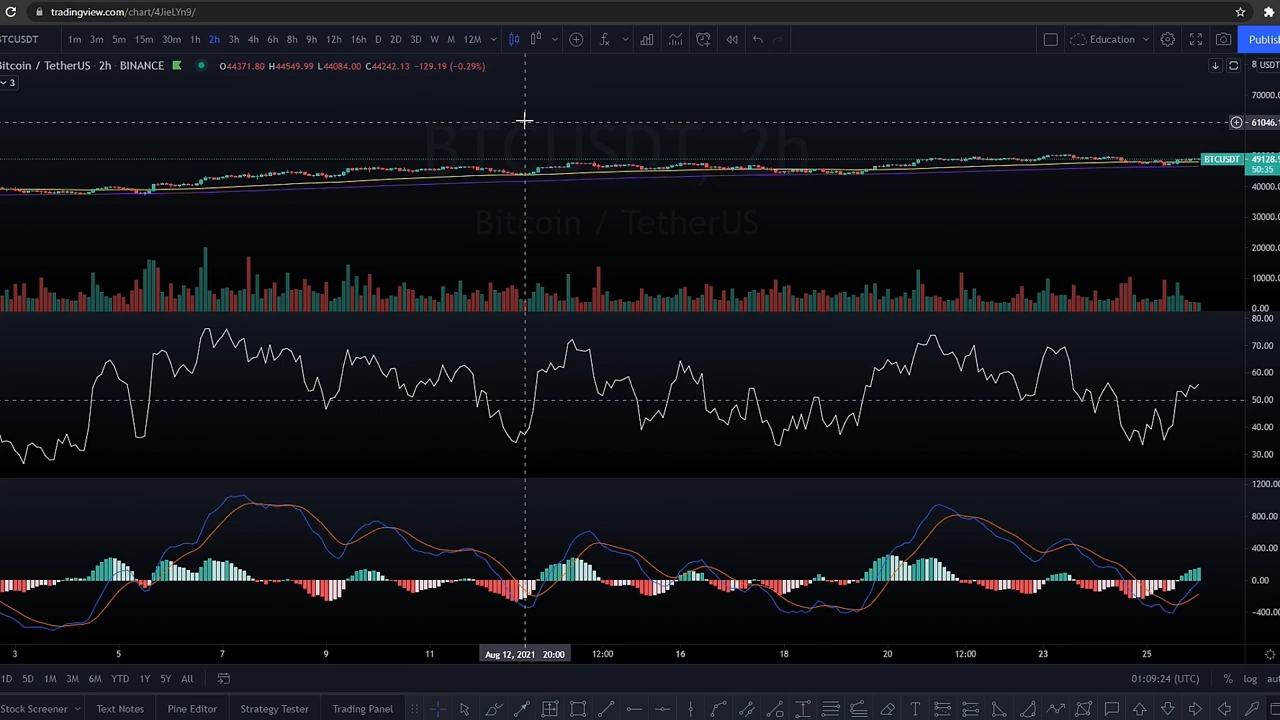 tradingview.com/chart/4JieLYn9/
BTCUSDT 1m 3m 5m 15m 30m 1h 2h 3h 4h 6h 8h 9h 12h 16h D 2D 3D W M 12M Education Publish
Bitcoin / TetherUS · 2h · BINANCE O44371.80 H44549.99 L44084.00 C44242.13 −129.19 (−0.29%)
8 USDT
3
70000.0
61046.1
BTCUSDT, 2h
BTCUSDT 49128.5
50:35
40000.0
Bitcoin / TetherUS
30000.0
20000.0
10000.0
0.00
80.00
70.00
60.00
50.00
40.00
30.00
1200.00
800.00
400.00
0.00
−400.00
3 5 7 9 11 Aug 12, 2021 20:00 12:00 16 18 20 12:00 23 25
1D 5D 1M 3M 6M YTD 1Y 5Y All 01:09:24 (UTC) % log aut
Stock Screener Text Notes Pine Editor Strategy Tester Trading Panel